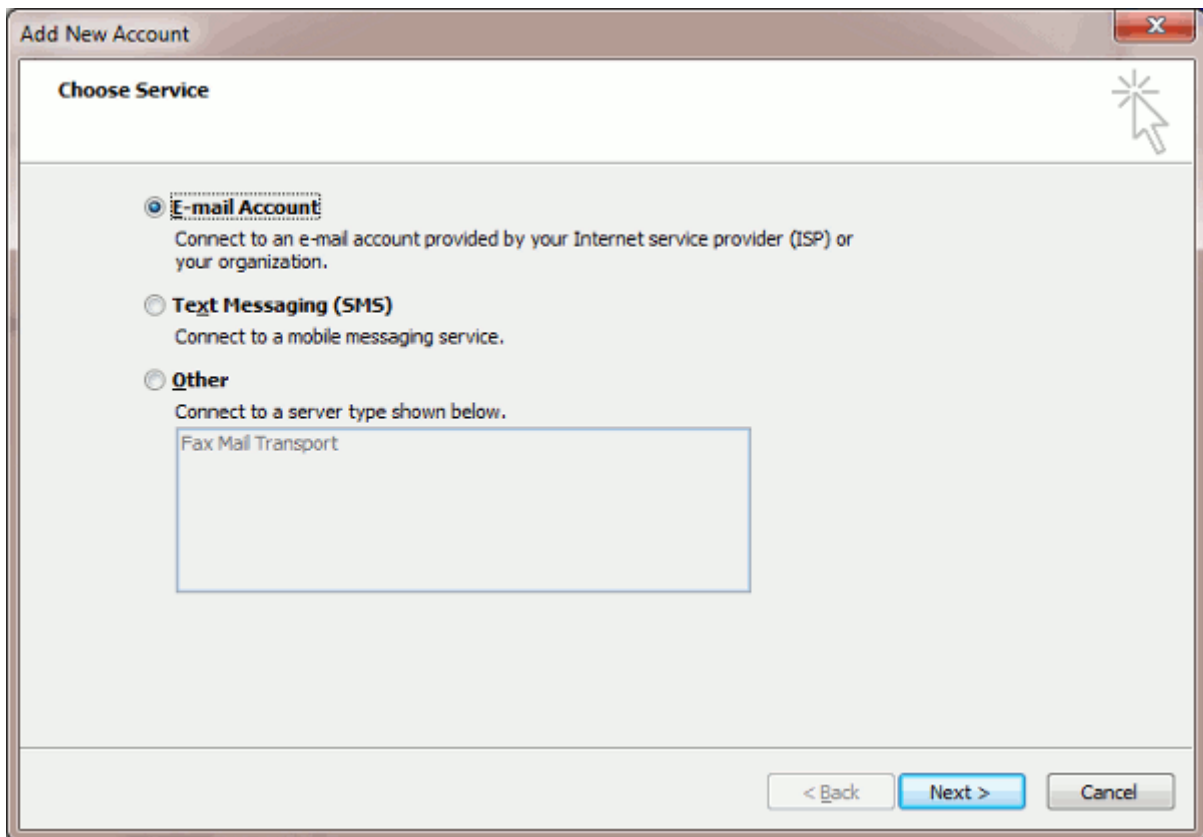 Add New Account
Choose Service
E-mail Account
Connect to an e-mail account provided by your Internet service provider (ISP) or
your organization.
Text Messaging (SMS)
Connect to a mobile messaging service.
Other
Connect to a server type shown below.
Fax Mail Transport
< Back Next > Cancel